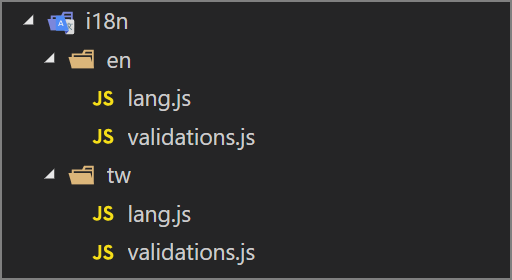 i18n
en
JS lang.js
JS validations.js
tw
JS lang.js
JS validations.js